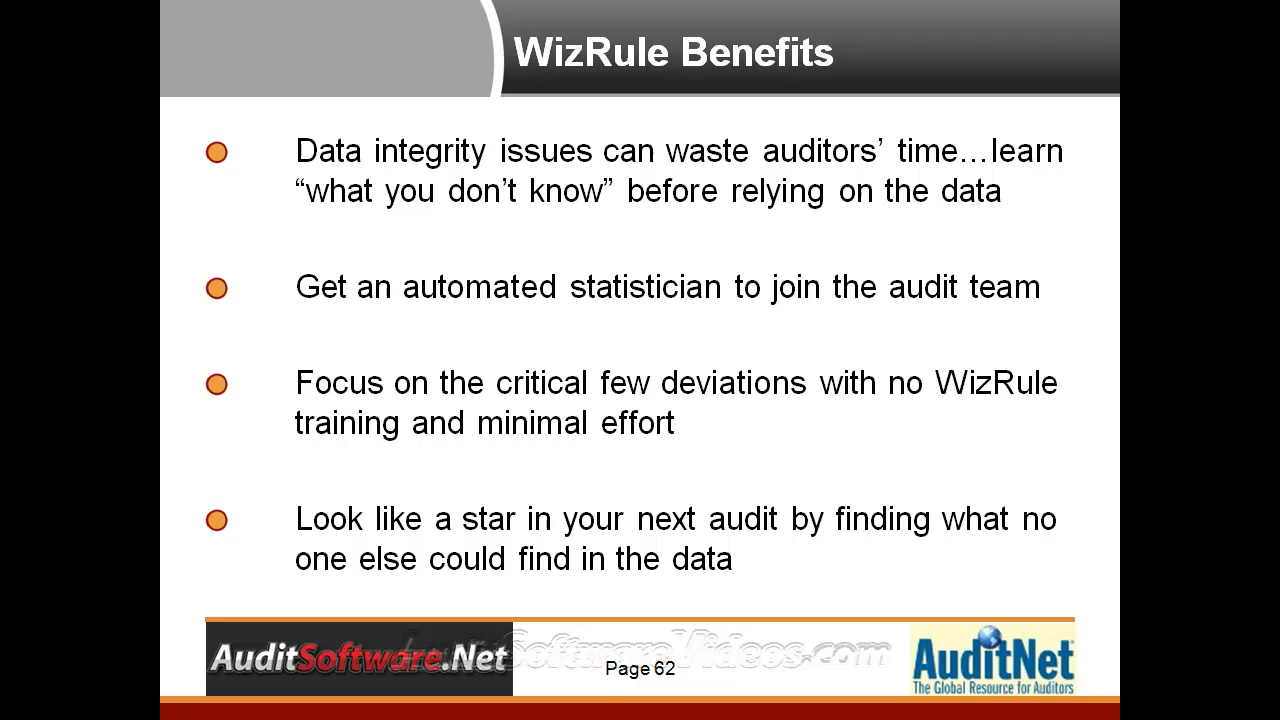 WizRule Benefits
Data integrity issues can waste auditors’ time…learn
“what you don’t know” before relying on the data
Get an automated statistician to join the audit team
Focus on the critical few deviations with no WizRule
training and minimal effort
Look like a star in your next audit by finding what no
one else could find in the data
AuditSoftware.Net
SoftwareVideos.com
Page 62
AuditNet
The Global Resource for Auditors